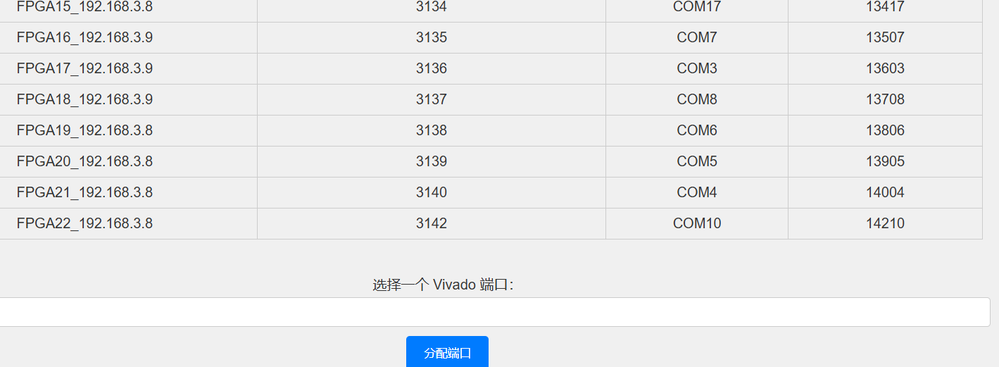 FPGA15_192.168.3.8 3134 COM17 13417
FPGA16_192.168.3.9 3135 COM7 13507
FPGA17_192.168.3.9 3136 COM3 13603
FPGA18_192.168.3.9 3137 COM8 13708
FPGA19_192.168.3.8 3138 COM6 13806
FPGA20_192.168.3.8 3139 COM5 13905
FPGA21_192.168.3.8 3140 COM4 14004
FPGA22_192.168.3.8 3142 COM10 14210
选择一个 Vivado 端口：
分配端口